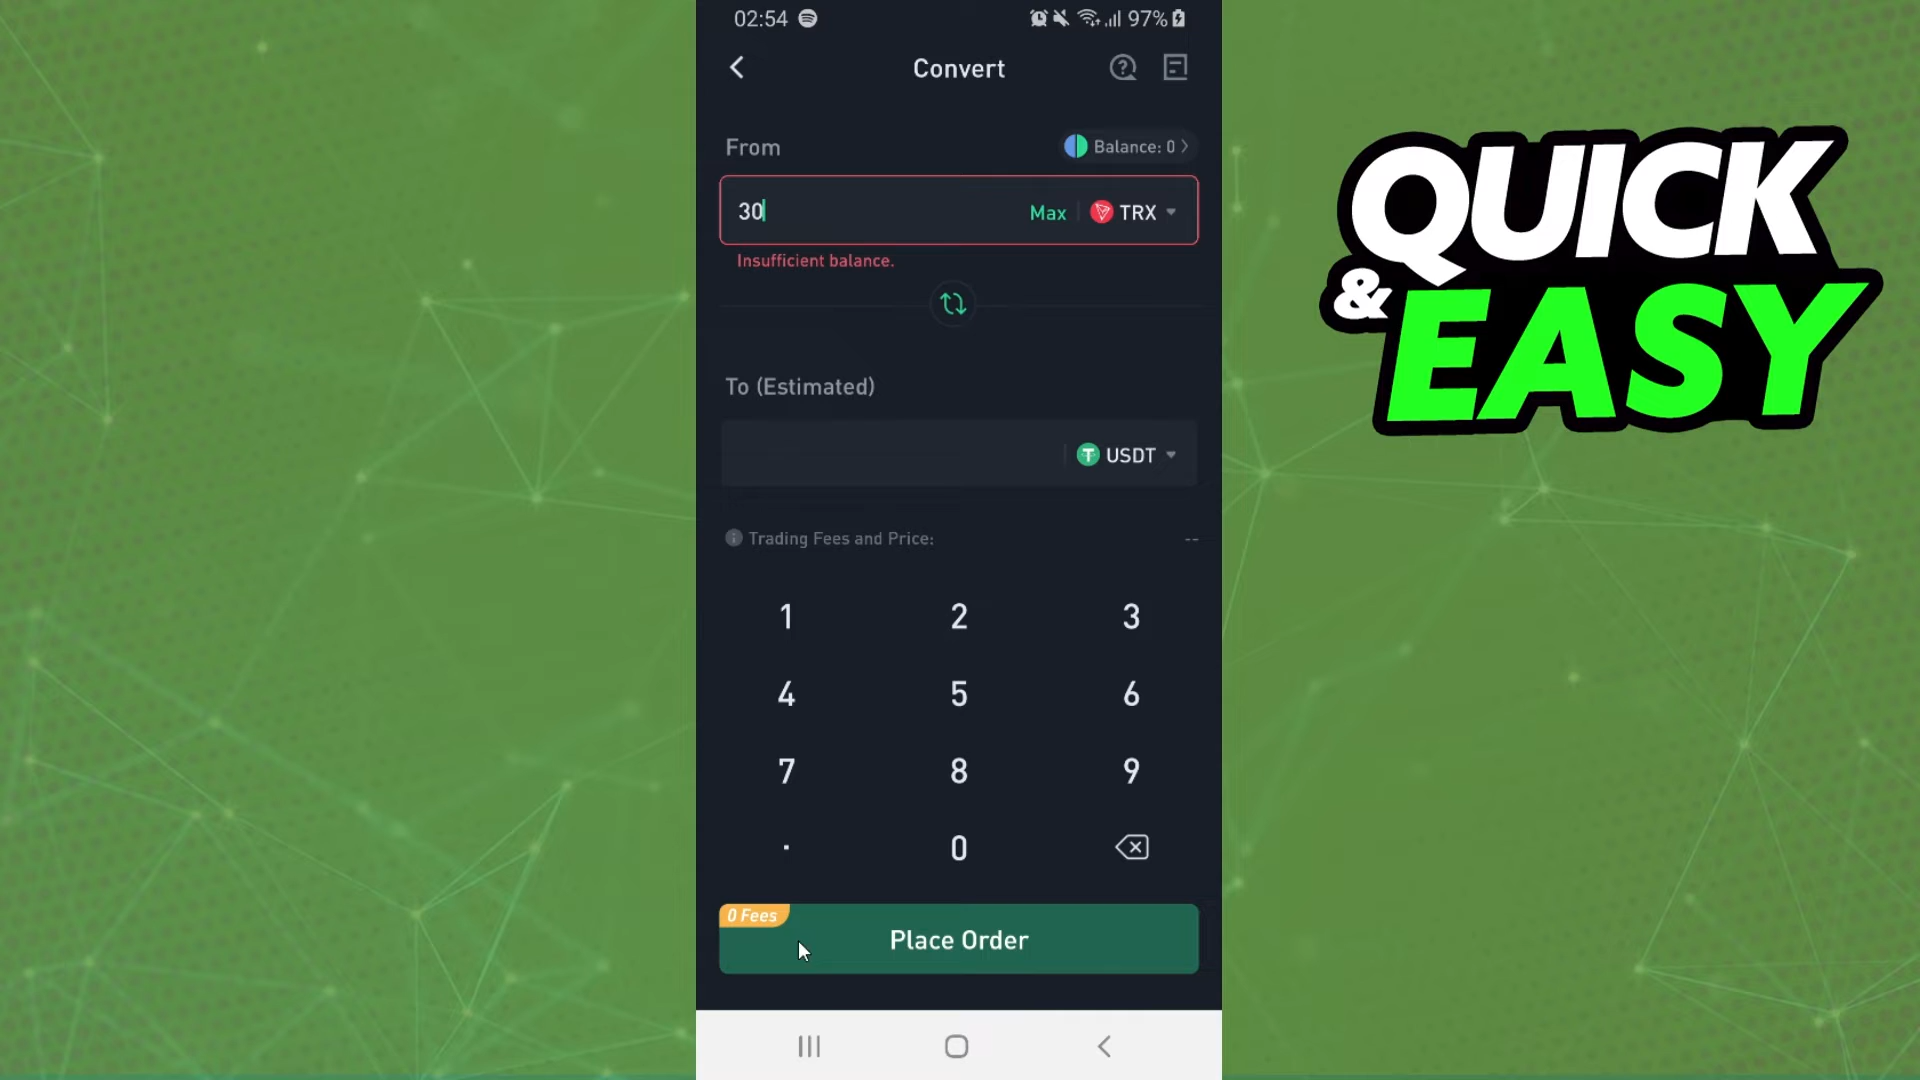 02:54
97%
Convert
From
Balance: 0
30
Max
TRX
Insufficient balance.
To (Estimated)
USDT
Trading Fees and Price:
--
1 2 3
4 5 6
7 8 9
. 0
0 Fees
Place Order
QUICK
& EASY